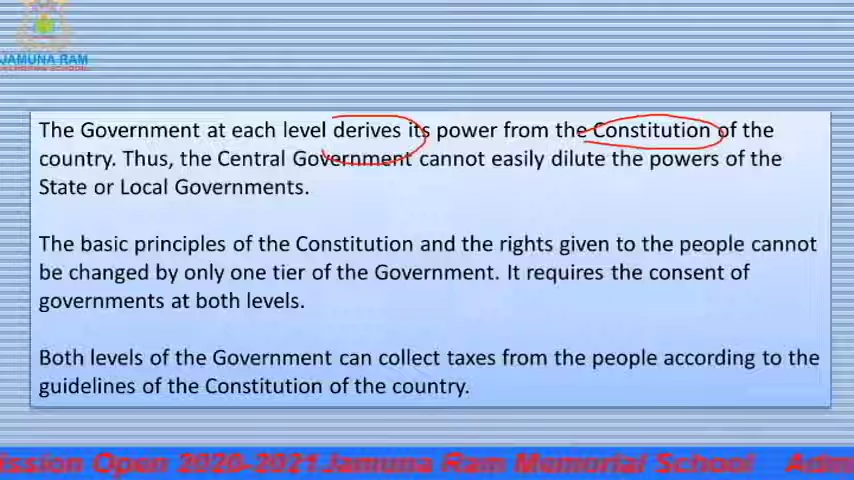 JAMUNA RAM
The Government at each level derives its power from the Constitution of the
country. Thus, the Central Government cannot easily dilute the powers of the
State or Local Governments.
The basic principles of the Constitution and the rights given to the people cannot
be changed by only one tier of the Government. It requires the consent of
governments at both levels.
Both levels of the Government can collect taxes from the people according to the
guidelines of the Constitution of the country.
ission Open 2020-2021 Jamuna Ram Memorial School Adm